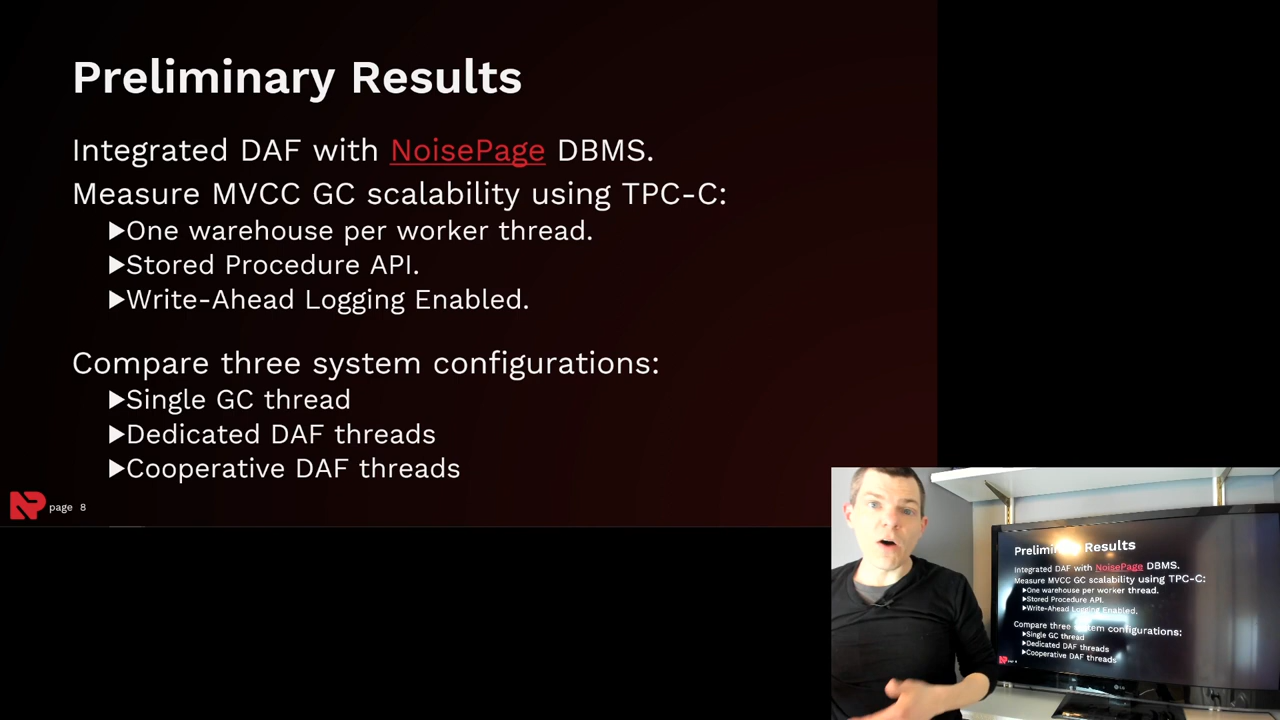 Preliminary Results
Integrated DAF with NoisePage DBMS.
Measure MVCC GC scalability using TPC-C:
▶One warehouse per worker thread.
▶Stored Procedure API.
▶Write-Ahead Logging Enabled.
Compare three system configurations:
▶Single GC thread
▶Dedicated DAF threads
▶Cooperative DAF threads
NP page 8
Preliminary Results
Integrated DAF with NoisePage DBMS.
Measure MVCC GC scalability using TPC-C:
▶One warehouse per worker thread.
▶Stored Procedure API.
▶Write-Ahead Logging Enabled.
Compare three system configurations:
▶Single GC thread
▶Dedicated DAF threads
▶Cooperative DAF threads
LG